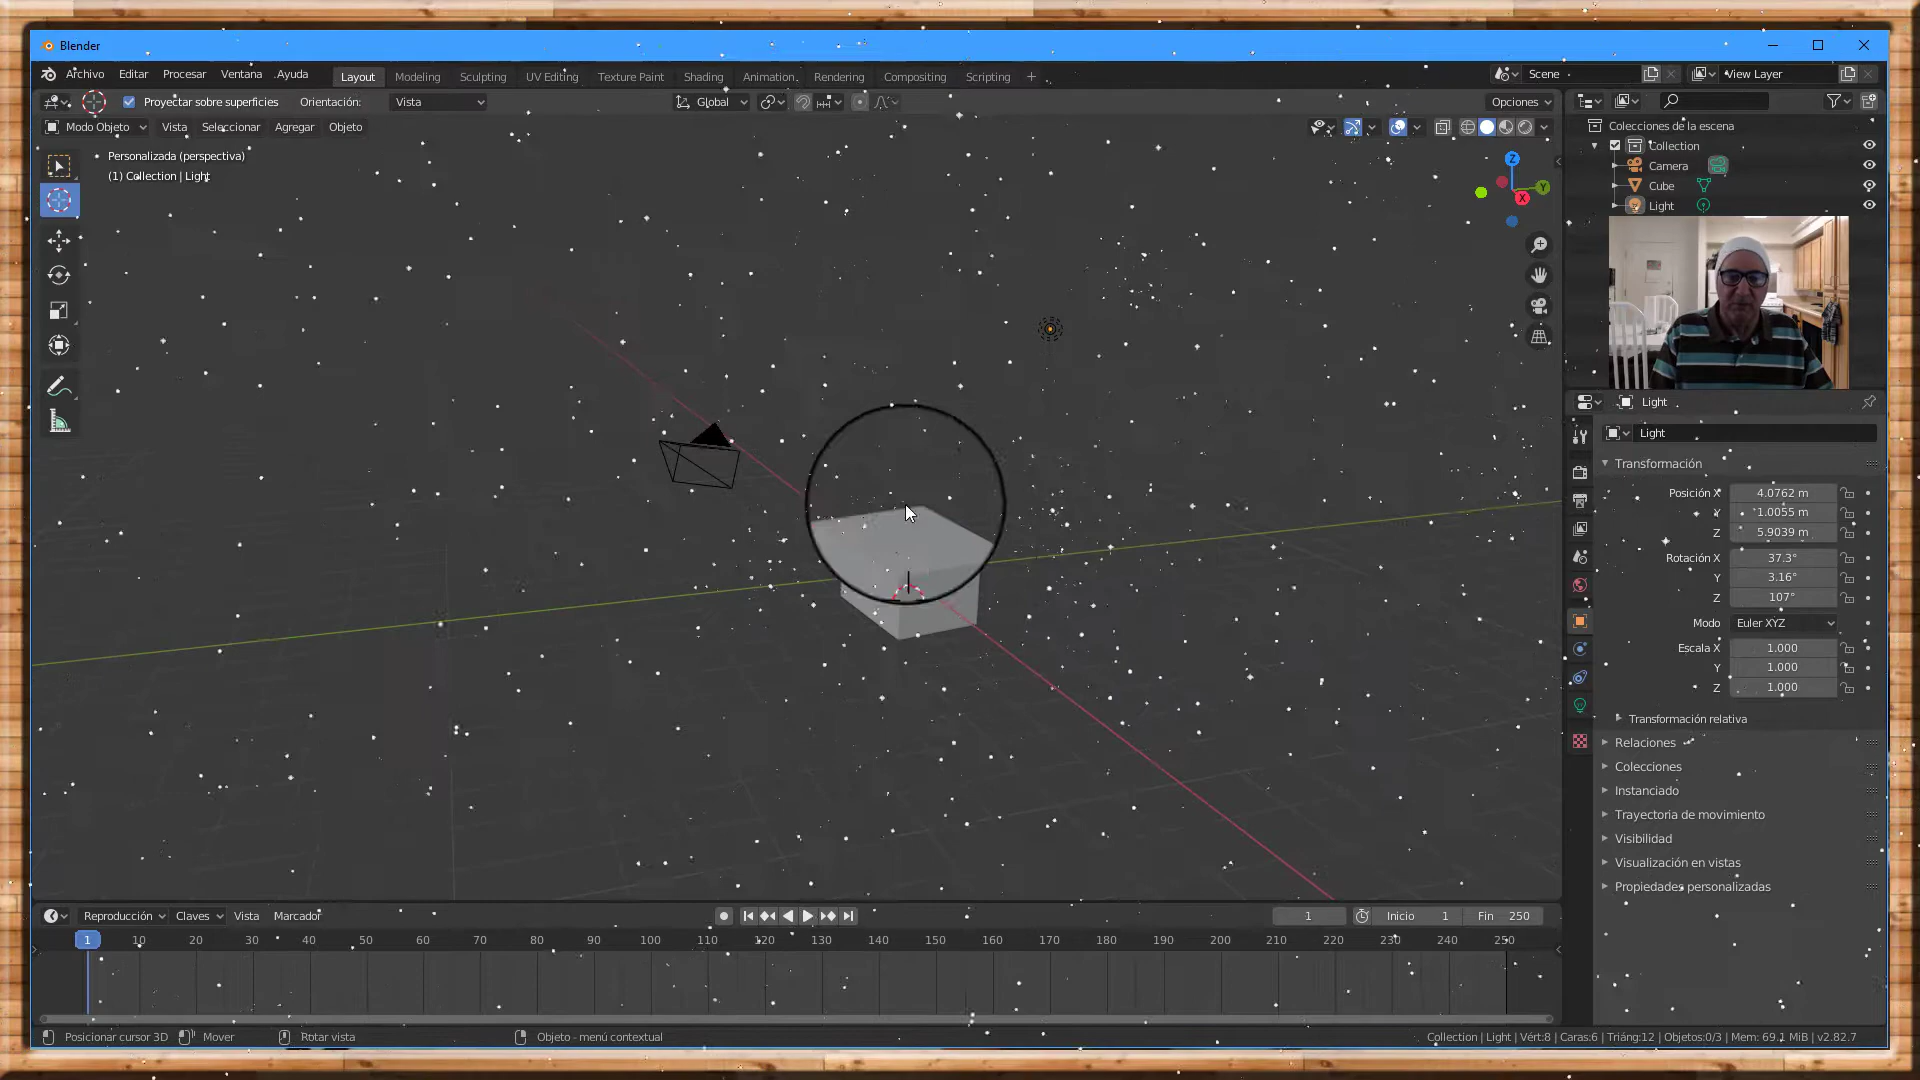 Blender
Archivo Editar Procesar Ventana Ayuda Layout Modeling Sculpting UV Editing Texture Paint Shading Animation Rendering Compositing Scripting + Scene View Layer
Proyectar sobre superficies Orientación: Vista Global Opciones
Modo Objeto Vista Seleccionar Agregar Objeto
Personalizada (perspectiva)
(1) Collection | Light
Z
Y
X
Colecciones de la escena
Collection
Camera
Cube
Light
Light
Light
Transformación
Posición X 4.0762 m
Y 1.0055 m
Z 5.9039 m
Rotación X 37.3°
Y 3.16°
Z 107°
Modo Euler XYZ
Escala X 1.000
Y 1.000
Z 1.000
Transformación relativa
Relaciones
Colecciones
Instanciado
Trayectoria de movimiento
Visibilidad
Visualización en vistas
Propiedades personalizadas
Reproducción Claves Vista Marcador 1 Inicio 1 Fin 250
1 10 20 30 40 50 60 70 80 90 100 110 120 130 140 150 160 170 180 190 200 210 220 230 240 250
Posicionar cursor 3D Mover Rotar vista Objeto - menú contextual Collection | Light | Vért:8 | Caras:6 | Triáng:12 | Objetos:0/3 | Mem: 69.1 MiB | v2.82.7